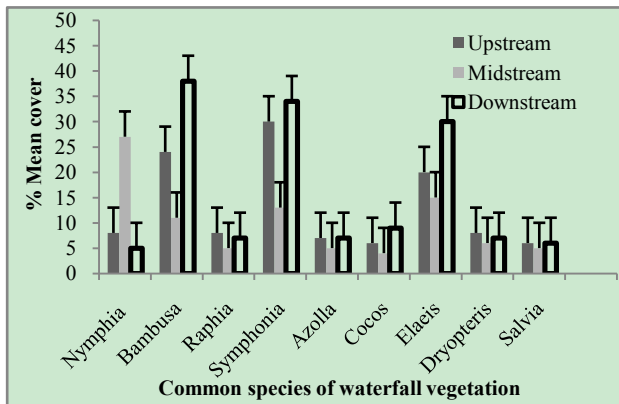 50
45
40
35
30
25
20
15
10
5
0
% Mean cover
Upstream
Midstream
Downstream
Nymphia
Bambusa
Raphia
Symphonia
Azolla
Cocos
Elaeis
Dryopteris
Salvia
Common species of waterfall vegetation